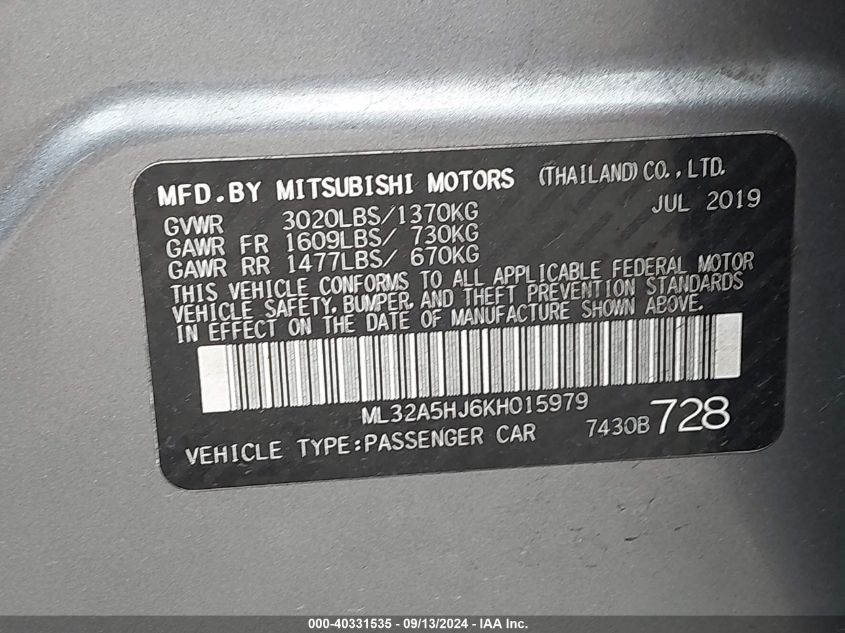 MFD.BY MITSUBISHI MOTORS (THAILAND) CO.,LTD.
JUL 2019
GVWR 3020LBS/1370KG
GAWR FR 1609LBS/ 730KG
GAWR RR 1477LBS/ 670KG
THIS VEHICLE CONFORMS TO ALL APPLICABLE FEDERAL MOTOR
VEHICLE SAFETY, BUMPER, AND THEFT PREVENTION STANDARDS
IN EFFECT ON THE DATE OF MANUFACTURE SHOWN ABOVE.
ML32A5HJ6KH015979
VEHICLE TYPE:PASSENGER CAR 7430B 728
000-40331535 - 09/13/2024 - IAA Inc.